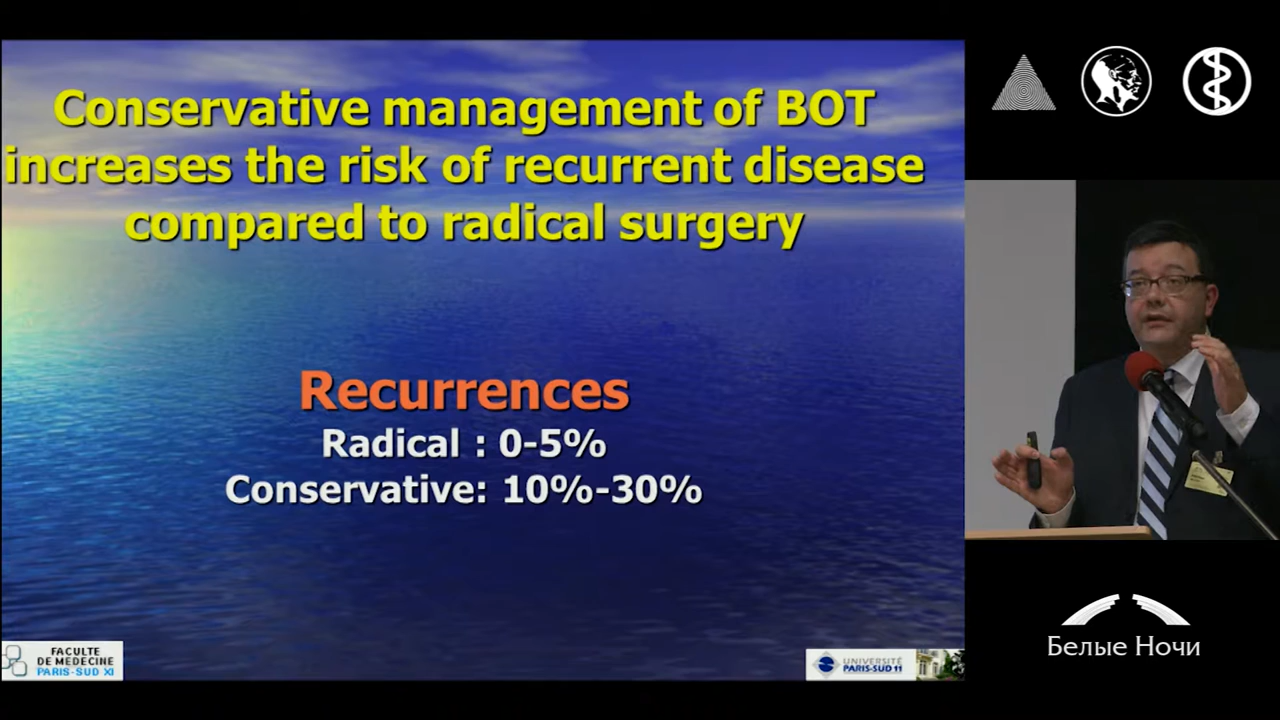 Conservative management of BOT
increases the risk of recurrent disease
compared to radical surgery
Recurrences
Radical : 0-5%
Conservative: 10%-30%
FACULTE
DE MEDECINE
PARIS-SUD XI
UNIVERSITÉ
PARIS-SUD 11
Белые Ночи